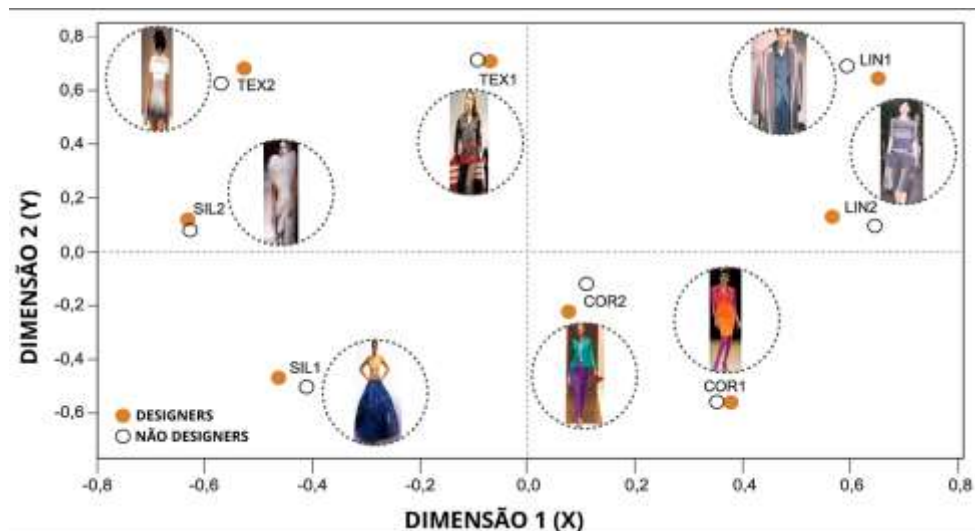 DIMENSÃO 2 (Y)
0,8
0,6
0,4
0,2
0,0
-0,2
-0,4
-0,6
TEX2
TEX1
LIN1
SIL2
LIN2
COR2
SIL1
COR1
DESIGNERS
NÃO DESIGNERS
-0,8 -0,6 -0,4 -0,2 0,0 0,2 0,4 0,6 0,8
DIMENSÃO 1 (X)